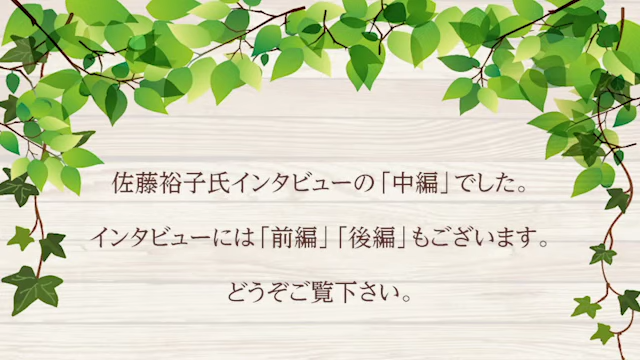 佐藤裕子氏インタビューの「中編」でした。
インタビューには「前編」「後編」もございます。
どうぞご覧下さい。